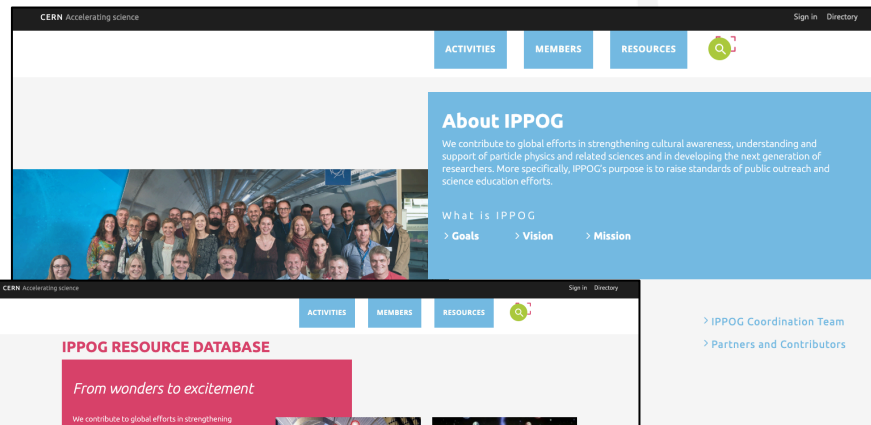 CERN Accelerating science
Sign in Directory
ACTIVITIES MEMBERS RESOURCES
About IPPOG
We contribute to global efforts in strengthening cultural awareness, understanding and
support of particle physics and related sciences and in developing the next generation of
researchers. More specifically, IPPOG's purpose is to raise standards of public outreach and
science education efforts.
What is IPPOG
> Goals > Vision > Mission
> IPPOG Coordination Team
> Partners and Contributors
CERN Accelerating science
Sign in Directory
ACTIVITIES MEMBERS RESOURCES
IPPOG RESOURCE DATABASE
From wonders to excitement
We contribute to global efforts in strengthening